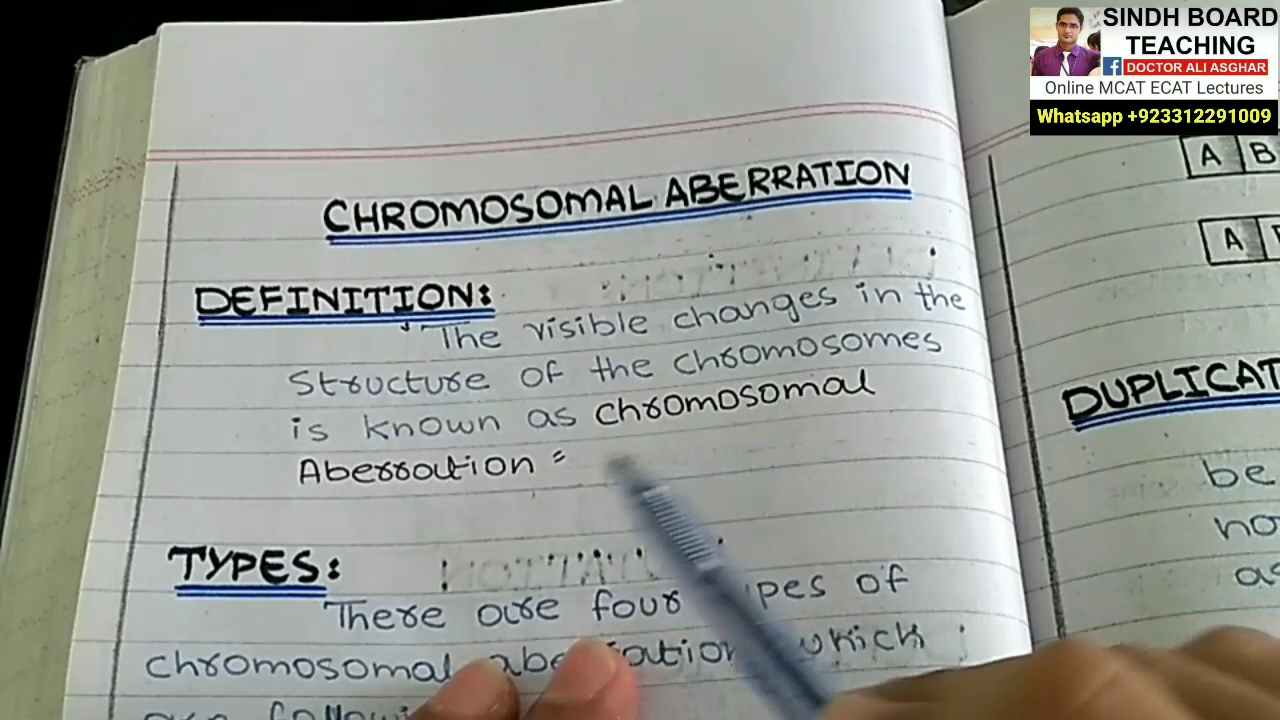 SINDH BOARD
TEACHING
f DOCTOR ALI ASGHAR
Online MCAT ECAT Lectures
Whatsapp +923312291009
CHROMOSOMAL ABERRATION
DEFINITION:
"The visible changes in the
structure of the chromosomes
is known as chromosomal
Aberration"
TYPES:
There are four of
chromosomal which
A B
A
DUPLICAT
be
no
as